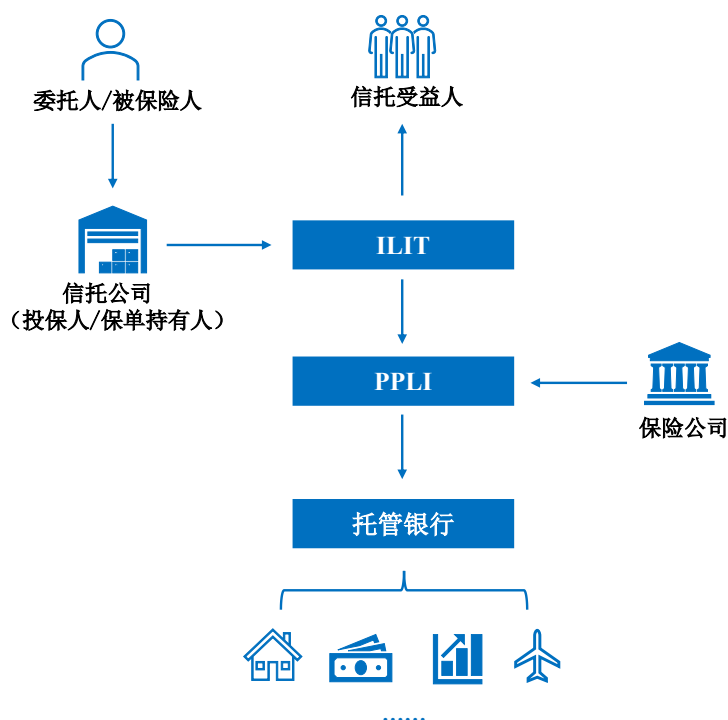 委托人/被保险人
信托受益人
ILIT
信托公司
（投保人/保单持有人）
PPLI
保险公司
托管银行
......